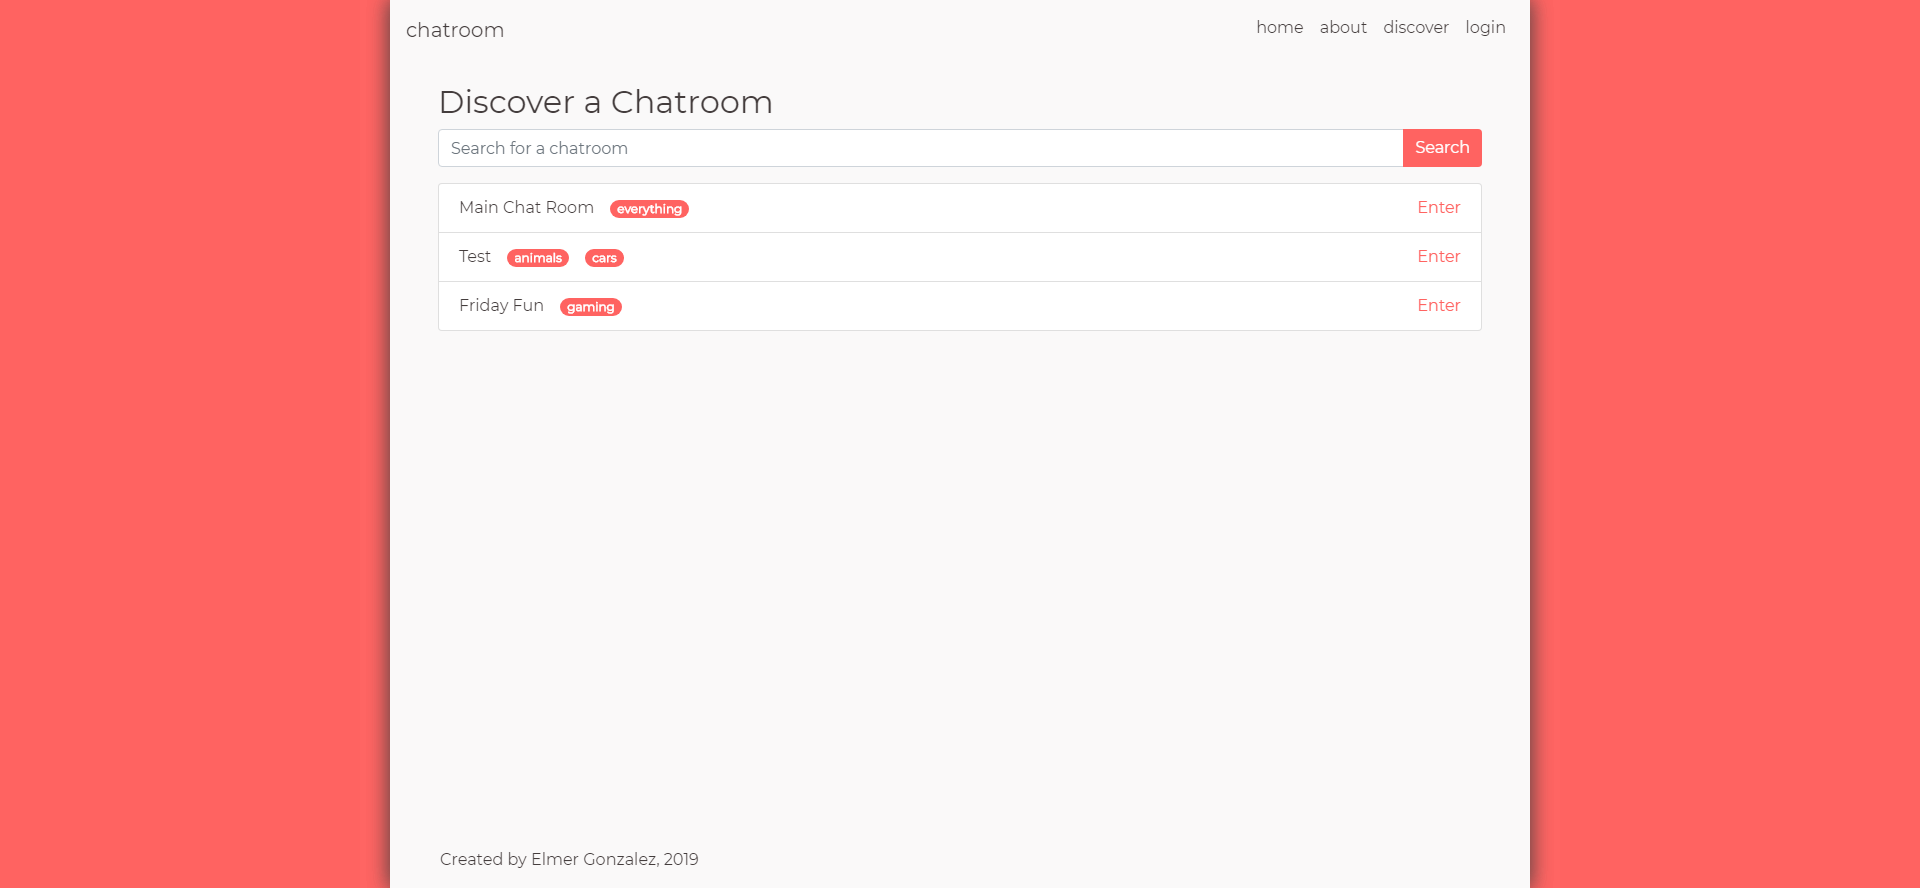 chatroom home about discover login
Discover a Chatroom
Search for a chatroom Search
Main Chat Room everything Enter
Test animals cars Enter
Friday Fun gaming Enter
Created by Elmer Gonzalez, 2019